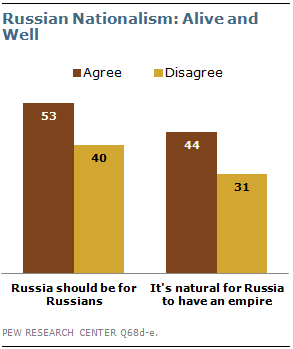 Russian Nationalism: Alive and
Well
Agree Disagree
53
40
44
31
Russia should be for
Russians
It's natural for Russia
to have an empire
PEW RESEARCH CENTER Q68d-e.